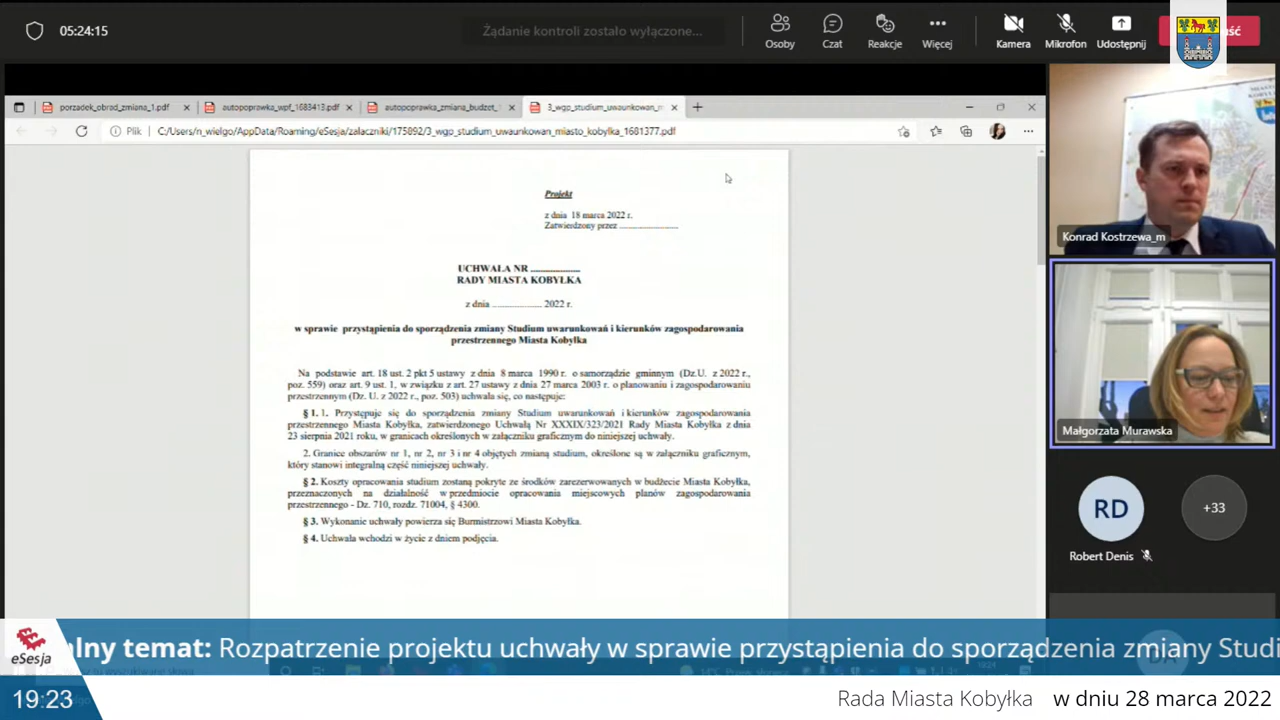 05:24:15
Żądanie kontroli zostało wyłączone...
Osoby
Czat
Reakcje
Więcej
Kamera
Mikrofon
Udostępnij
porzadek_obrad_zmiana_1.pdf
autopoprawka_wpf_1683413.pdf
autopoprawka_zmiana_budzet_
3_wgp_studium_uwaunkowan_m
Plik
C:/Users/n_wielgo/AppData/Roaming/eSesja/zalaczniki/175892/3_wgp_studium_uwaunkowan_miasto_kobylka_1681377.pdf
Projekt
z dnia 18 marca 2022 r.
Zatwierdzony przez ....................
UCHWAŁA NR ....................
RADY MIASTA KOBYŁKA
z dnia .................... 2022 r.
w sprawie przystąpienia do sporządzenia zmiany Studium uwarunkowań i kierunków zagospodarowania
przestrzennego Miasta Kobyłka
Na podstawie art. 18 ust. 2 pkt 5 ustawy z dnia 8 marca 1990 r. o samorządzie gminnym (Dz.U. z 2022 r.,
poz. 559) oraz art. 9 ust. 1, w związku z art. 27 ustawy z dnia 27 marca 2003 r. o planowaniu i zagospodarowaniu
przestrzennym (Dz. U. z 2022 r., poz. 503) uchwala się, co następuje:
§ 1. 1. Przystępuje się do sporządzenia zmiany Studium uwarunkowań i kierunków zagospodarowania
przestrzennego Miasta Kobyłka, zatwierdzonego Uchwałą Nr XXXIX/323/2021 Rady Miasta Kobyłka z dnia
23 sierpnia 2021 roku, w granicach określonych w załączniku graficznym do niniejszej uchwały.
2. Granice obszarów nr 1, nr 2, nr 3 i nr 4 objętych zmianą studium, określone są w załączniku graficznym,
który stanowi integralną część niniejszej uchwały.
§ 2. Koszty opracowania studium zostaną pokryte ze środków zarezerwowanych w budżecie Miasta Kobyłka,
przeznaczonych na działalność w przedmiocie opracowania miejscowych planów zagospodarowania
przestrzennego - Dz. 710, rozdz. 71004, § 4300.
§ 3. Wykonanie uchwały powierza się Burmistrzowi Miasta Kobyłka.
§ 4. Uchwała wchodzi w życie z dniem podjęcia.
Konrad Kostrzewa_m
Małgorzata Murawska
RD
+33
Robert Denis
eSesja
alny temat: Rozpatrzenie projektu uchwały w sprawie przystąpienia do sporządzenia zmiany Studi
19:23
Rada Miasta Kobyłka w dniu 28 marca 2022